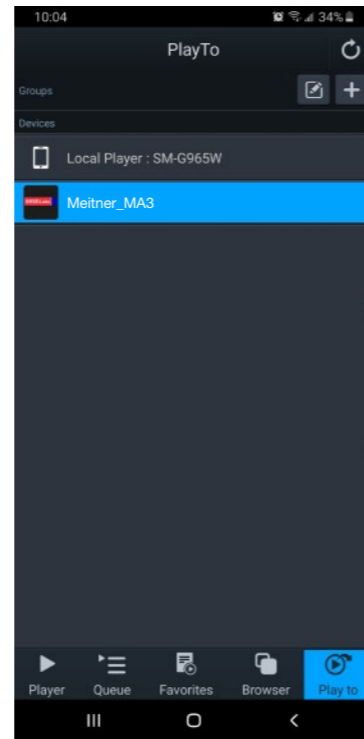 10:04 34%
PlayTo
Groups
Devices
Local Player : SM-G965W
Meitner_MA3
Player Queue Favorites Browser Play to